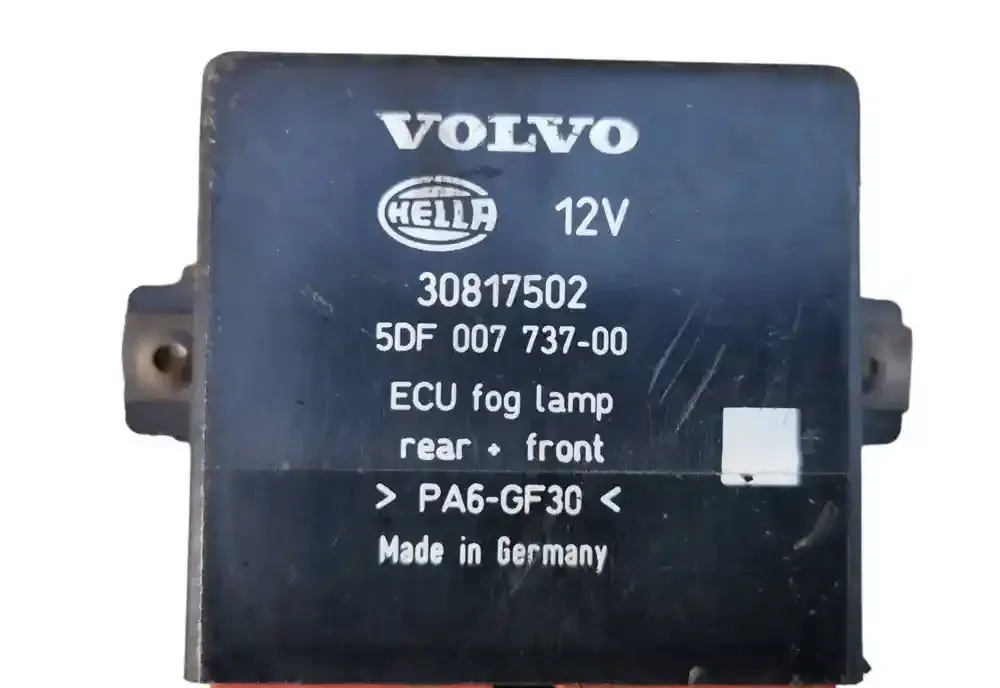 VOLVO
HELLA 12V
30817502
5DF 007 737-00
ECU fog lamp
rear + front
> PA6-GF30 <
Made in Germany